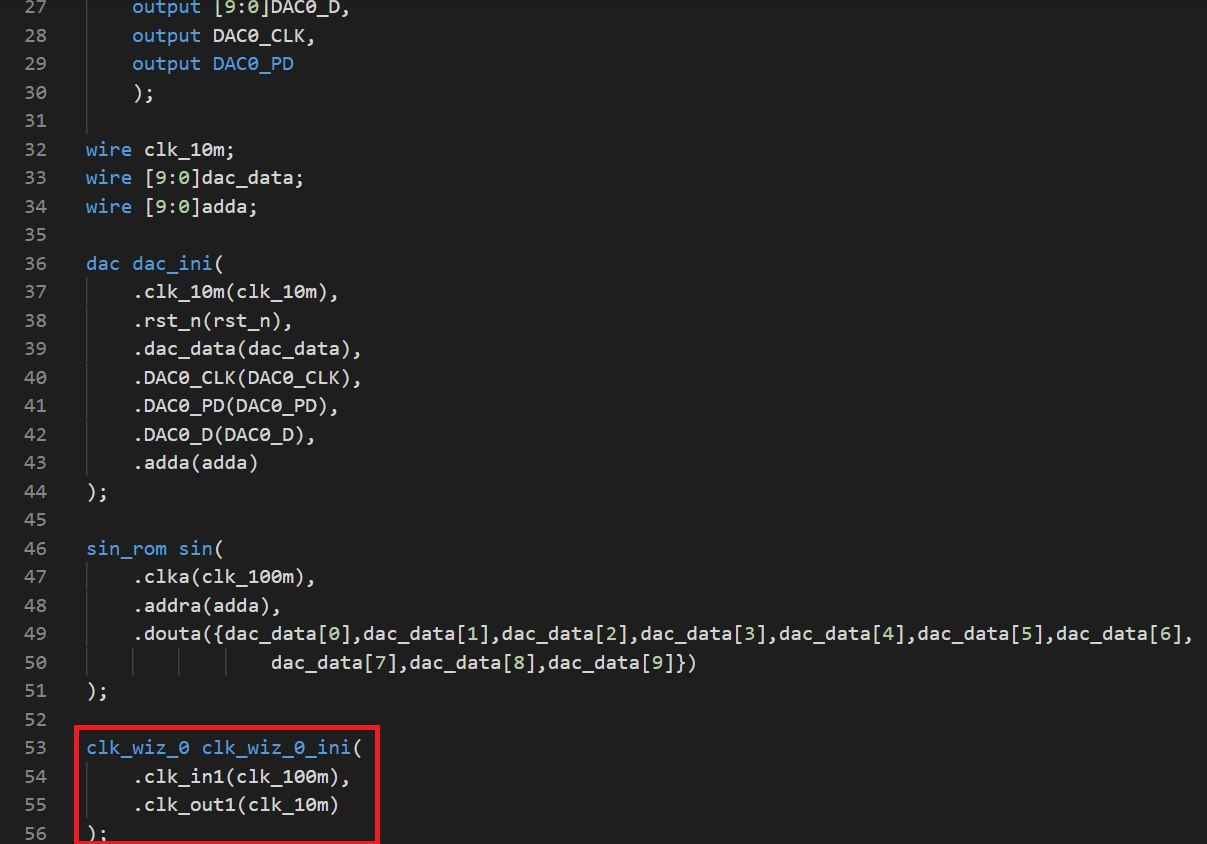 27 output [9:0]DAC0_D,
28 output DAC0_CLK,
29 output DAC0_PD
30 );
31
32 wire clk_10m;
33 wire [9:0]dac_data;
34 wire [9:0]adda;
35
36 dac dac_ini(
37 .clk_10m(clk_10m),
38 .rst_n(rst_n),
39 .dac_data(dac_data),
40 .DAC0_CLK(DAC0_CLK),
41 .DAC0_PD(DAC0_PD),
42 .DAC0_D(DAC0_D),
43 .adda(adda)
44 );
45
46 sin_rom sin(
47 .clka(clk_100m),
48 .addra(adda),
49 .douta({dac_data[0],dac_data[1],dac_data[2],dac_data[3],dac_data[4],dac_data[5],dac_data[6],
50 dac_data[7],dac_data[8],dac_data[9]})
51 );
52
53 clk_wiz_0 clk_wiz_0_ini(
54 .clk_in1(clk_100m),
55 .clk_out1(clk_10m)
56 );